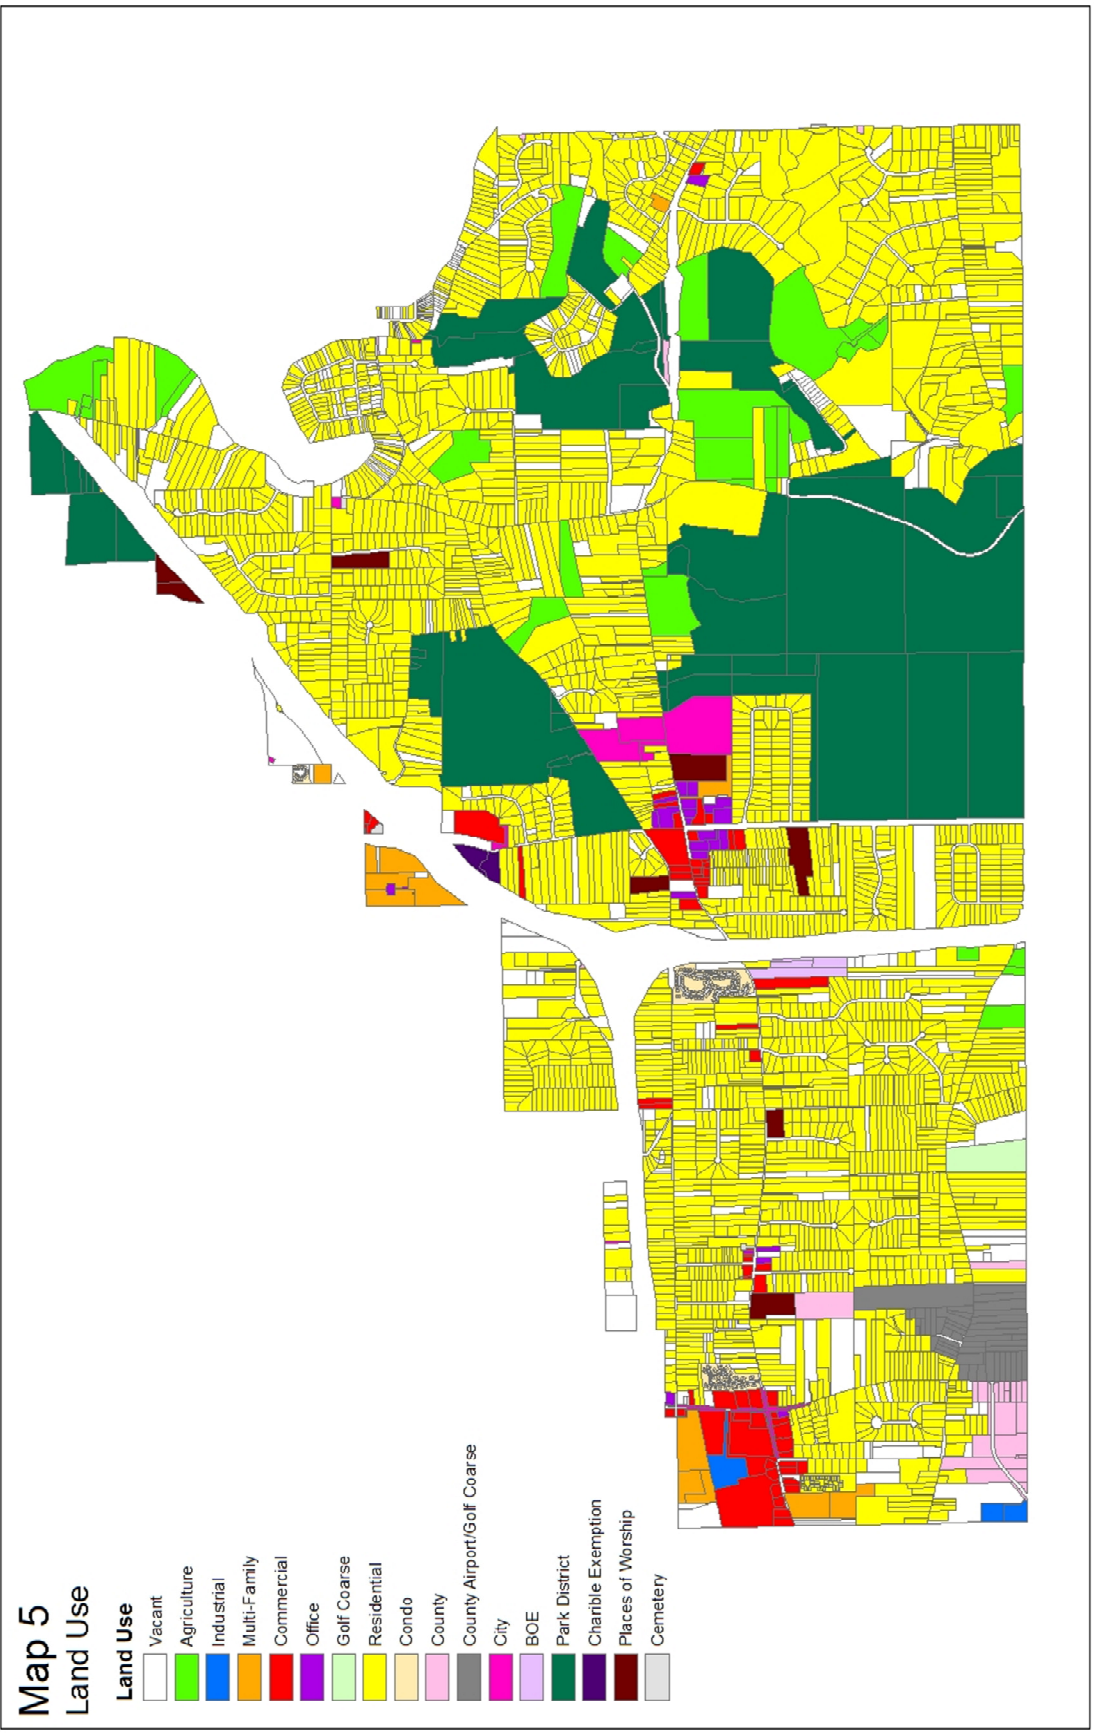 Map 5
Land Use
Land Use
Vacant
Agriculture
Industrial
Multi-Family
Commercial
Office
Golf Coarse
Residential
Condo
County
County Airport/Golf Coarse
City
BOE
Park District
Charible Exemption
Places of Worship
Cemetery